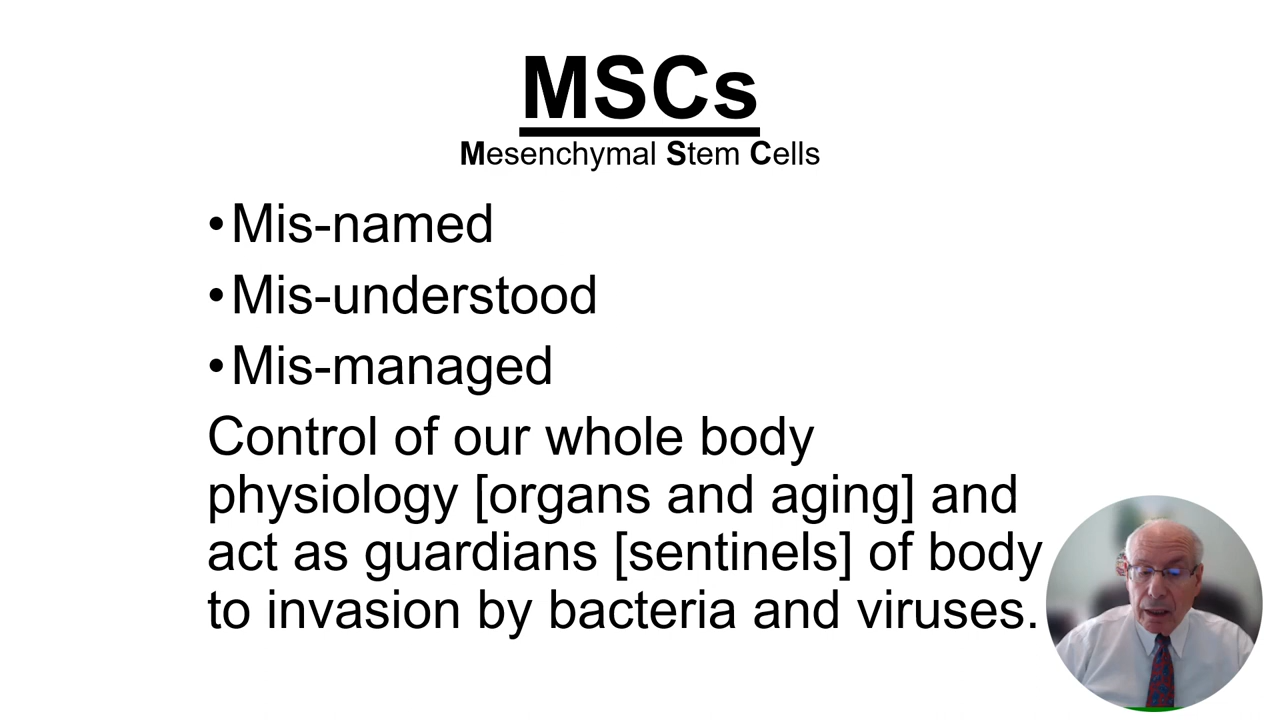 MSCs
Mesenchymal Stem Cells
•Mis-named
•Mis-understood
•Mis-managed
Control of our whole body
physiology [organs and aging] and
act as guardians [sentinels] of body
to invasion by bacteria and viruses.